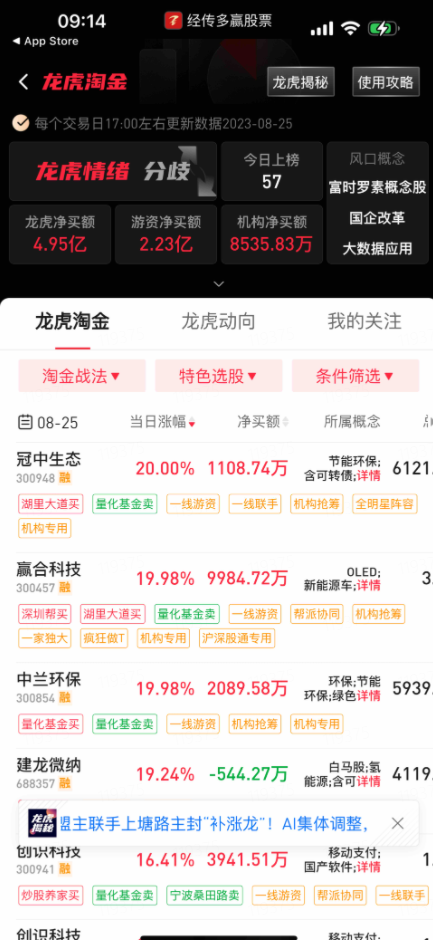 09:14
经传多赢股票
◀ App Store
龙虎淘金
龙虎揭秘
使用攻略
每个交易日17:00左右更新数据2023-08-25
龙虎情绪 分歧
今日上榜
57
风口概念
富时罗素概念股
国企改革
大数据应用
龙虎净买额
4.95亿
游资净买额
2.23亿
机构净买额
8535.83万
龙虎淘金
龙虎动向
我的关注
淘金战法▼
特色选股▼
条件筛选▼
08-25
当日涨幅
净买额
所属概念
冠中生态
300948 融
20.00%
1108.74万
节能环保;
含可转债;详情
6121.
湖里大道买
量化基金卖
一线游资
一线联手
机构抢筹
全明星阵容
机构专用
赢合科技
300457 融
19.98%
9984.72万
OLED;
新能源车;详情
3.
深圳帮买
湖里大道买
量化基金卖
一线游资
帮派协同
机构抢筹
一家独大
疯狂做T
机构专用
沪深股通专用
中兰环保
300854 融
19.98%
2089.58万
环保;节能
环保;绿色详情
5939.
量化基金买
量化基金卖
一线游资
机构抢筹
机构专用
建龙微纳
688357 融
19.24%
-544.27万
白马股;氢
能源;含可详情
4119.
龙虎
揭秘
盟主联手上塘路主封“补涨龙”！AI集体调整，
创识科技
300941 融
16.41%
3941.51万
移动支付;
国产软件;详情
1.
炒股养家买
量化基金卖
宁波桑田路卖
一线游资
帮派协同
一线联手
创识科技
移动支付;